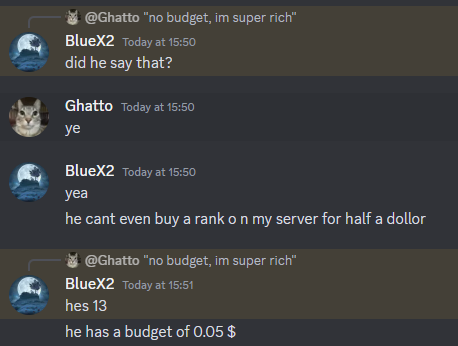 @Ghatto "no budget, im super rich"
BlueX2 Today at 15:50
did he say that?
Ghatto Today at 15:50
ye
BlueX2 Today at 15:50
yea
he cant even buy a rank o n my server for half a dollor
@Ghatto "no budget, im super rich"
BlueX2 Today at 15:51
hes 13
he has a budget of 0.05 $